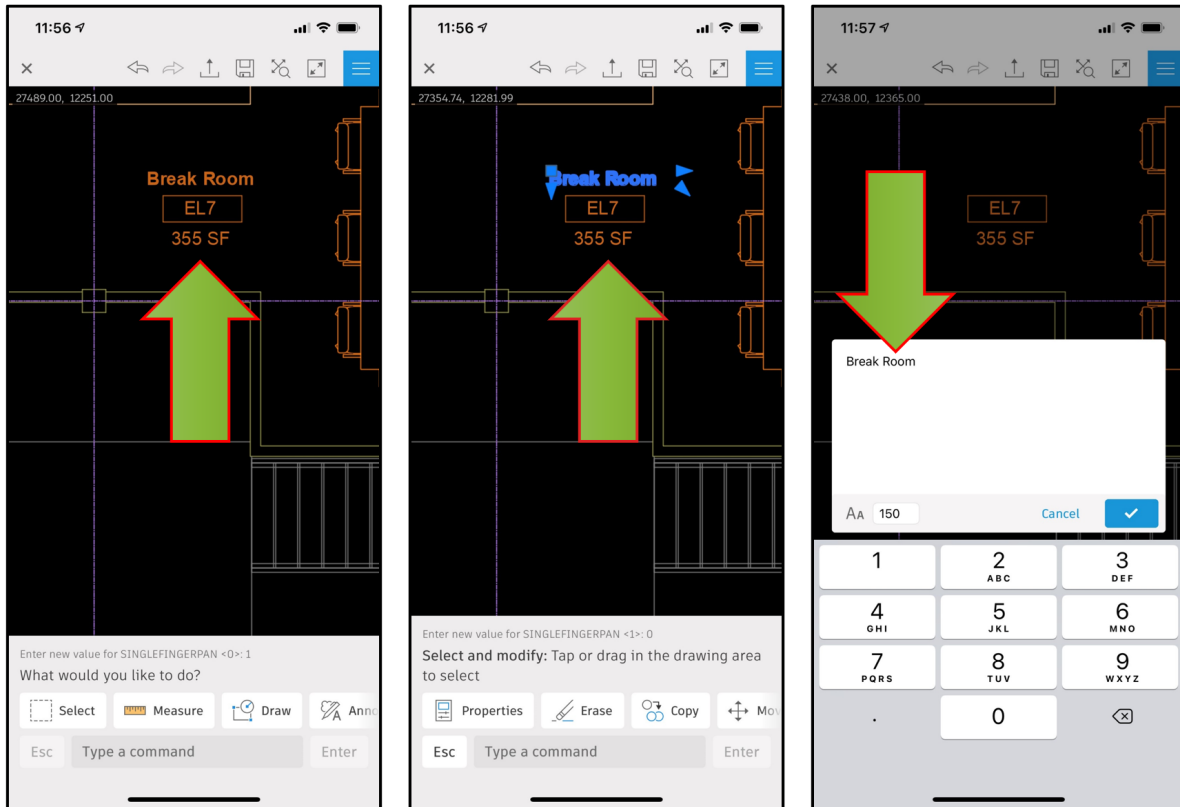 11:56
27489.00, 12251.00
Break Room
EL7
355 SF
Enter new value for SINGLEFINGERPAN <0>: 1
What would you like to do?
Select
Measure
Draw
Anno
Esc
Type a command
Enter
11:56
27354.74, 12281.99
Break Room
EL7
355 SF
Enter new value for SINGLEFINGERPAN <1>: 0
Select and modify: Tap or drag in the drawing area
to select
Properties
Erase
Copy
Mov
Esc
Type a command
Enter
11:57
27438.00, 12365.00
EL7
355 SF
Break Room
AA 150 Cancel
1 2 3
ABC DEF
4 5 6
GHI JKL MNO
7 8 9
PQRS TUV WXYZ
. 0